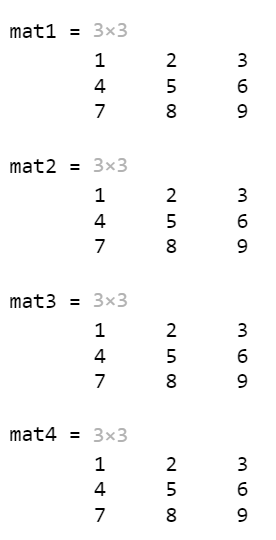 mat1 = 3×3
1 2 3
4 5 6
7 8 9
mat2 = 3×3
1 2 3
4 5 6
7 8 9
mat3 = 3×3
1 2 3
4 5 6
7 8 9
mat4 = 3×3
1 2 3
4 5 6
7 8 9